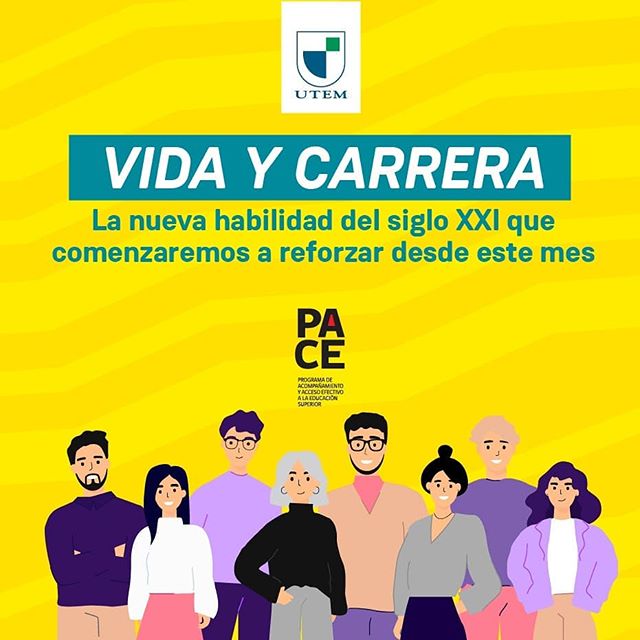 UTEM
VIDA Y CARRERA
La nueva habilidad del siglo XXI que
comenzaremos a reforzar desde este mes
PA
CE
PROGRAMA DE
ACOMPAÑAMIENTO
Y ACCESO EFECTIVO
A LA EDUCACIÓN
SUPERIOR